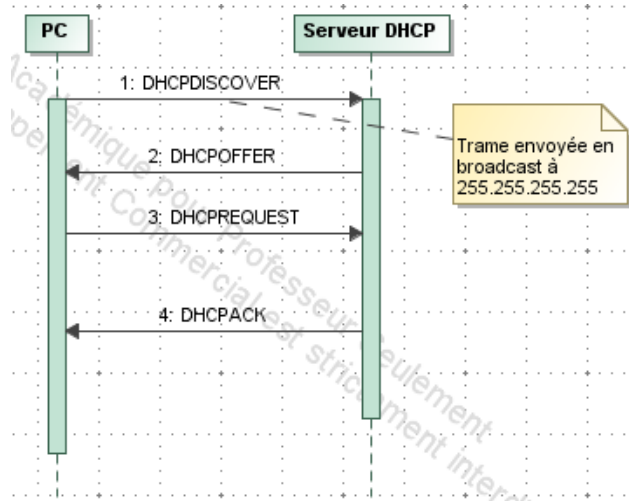 PC
Serveur DHCP
1: DHCPDISCOVER
Trame envoyée en
broadcast à
255.255.255.255
2: DHCPOFFER
3: DHCPREQUEST
4: DHCPACK
Académique pour Professeur Seulement
Commercial est strictement